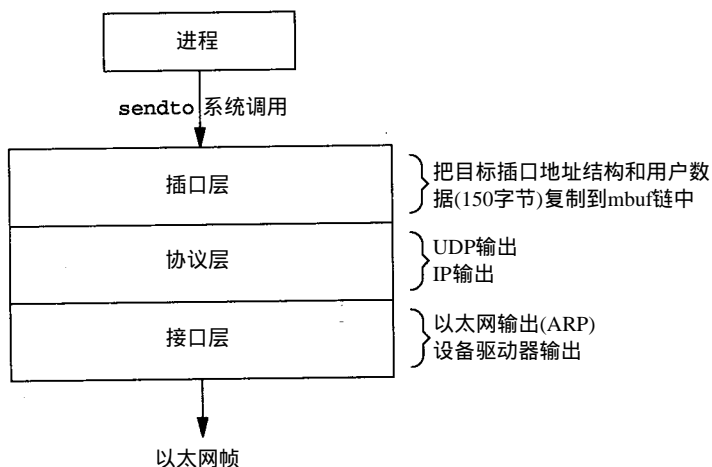 进程
sendto 系统调用
插口层
把目标插口地址结构和用户数
据(150字节)复制到mbuf链中
协议层
UDP输出
IP输出
接口层
以太网输出(ARP)
设备驱动器输出
以太网帧